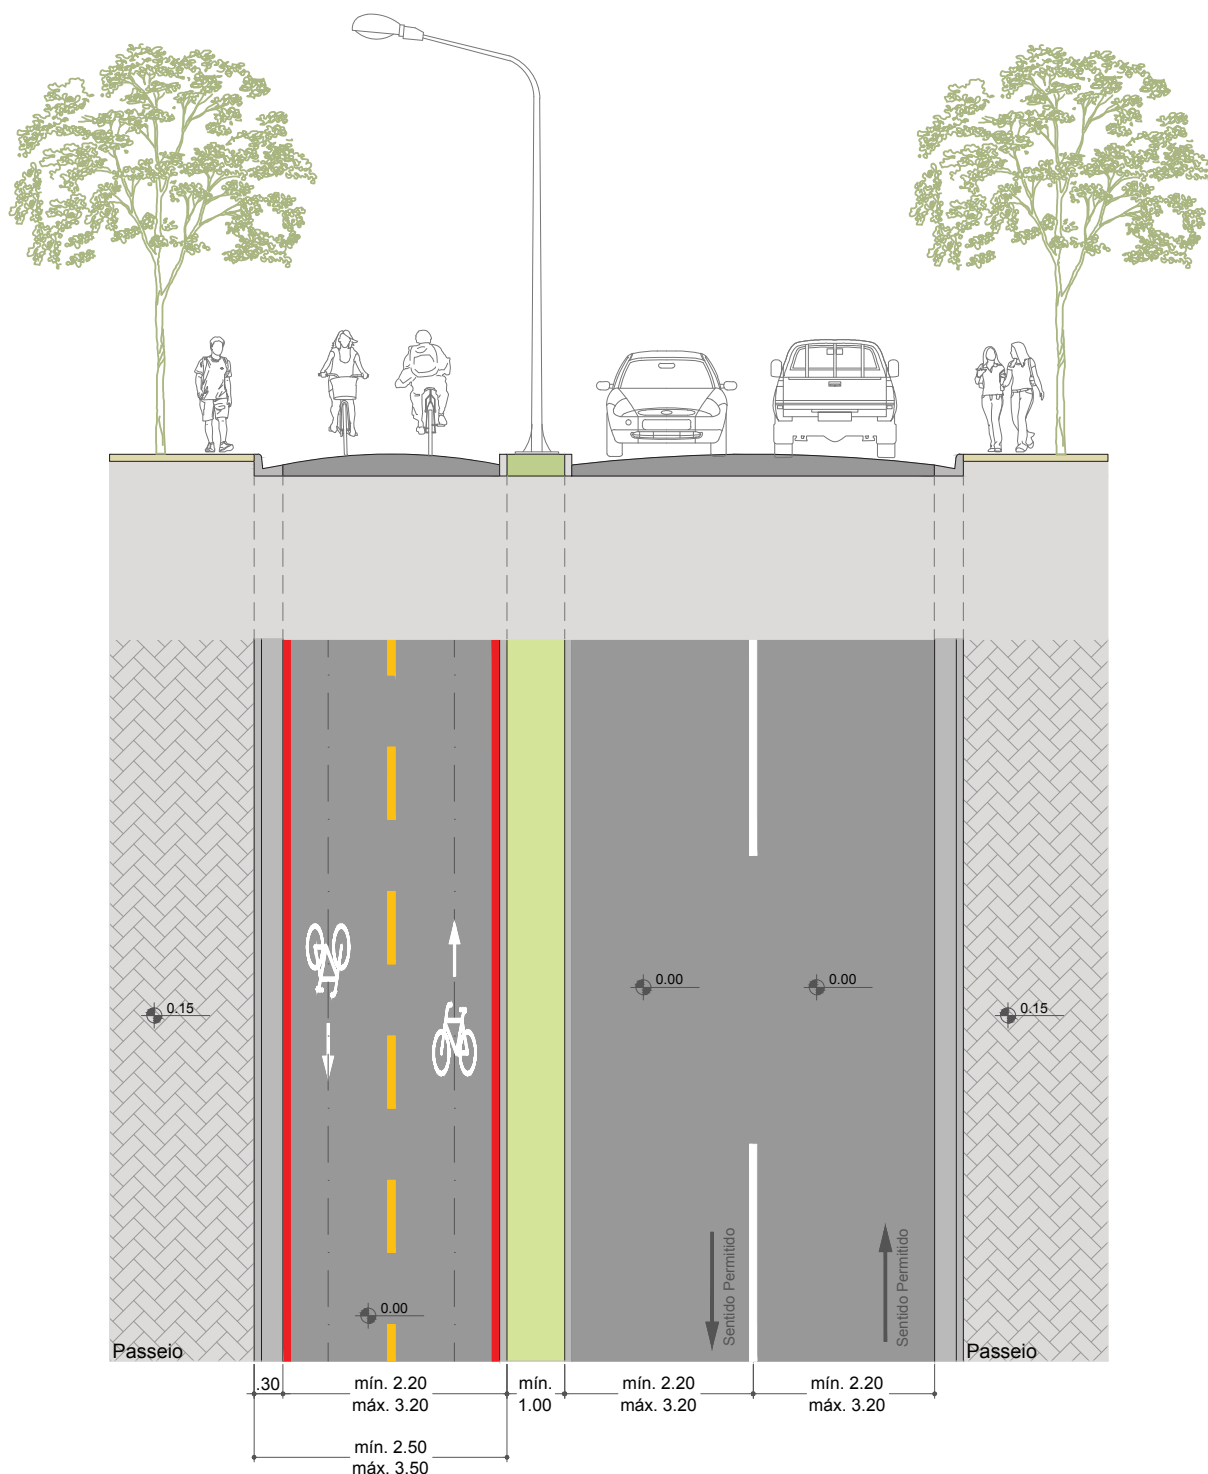 0.00
0.00
0.15
0.15
Sentido Permitido
Sentido Permitido
0.00
Passeio
Passeio
.30
mín. 2.20
máx. 3.20
mín.
1.00
mín. 2.20
máx. 3.20
mín. 2.20
máx. 3.20
mín. 2.50
máx. 3.50